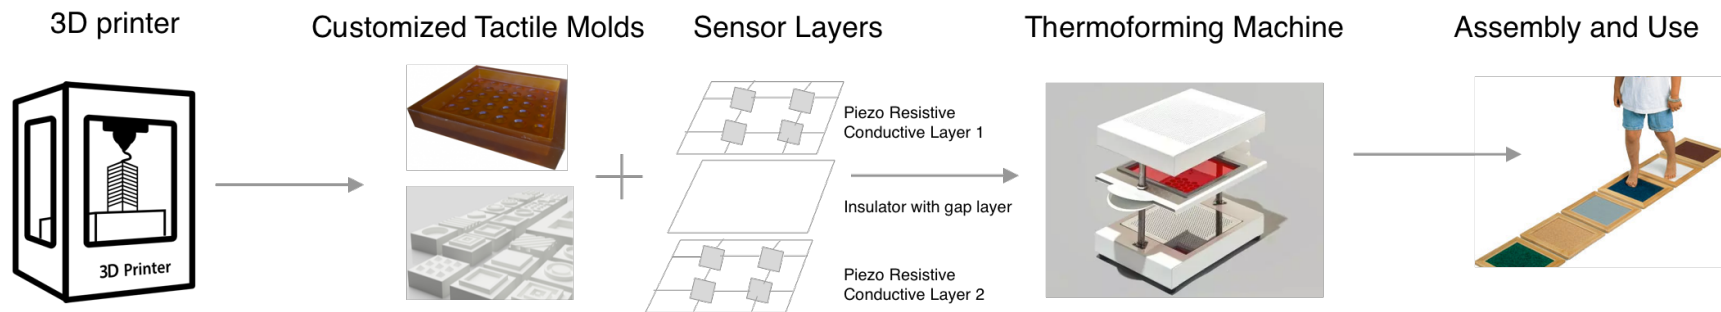 3D printer
Customized Tactile Molds
Sensor Layers
Thermoforming Machine
Assembly and Use
3D Printer
Piezo Resistive
Conductive Layer 1
Insulator with gap layer
Piezo Resistive
Conductive Layer 2